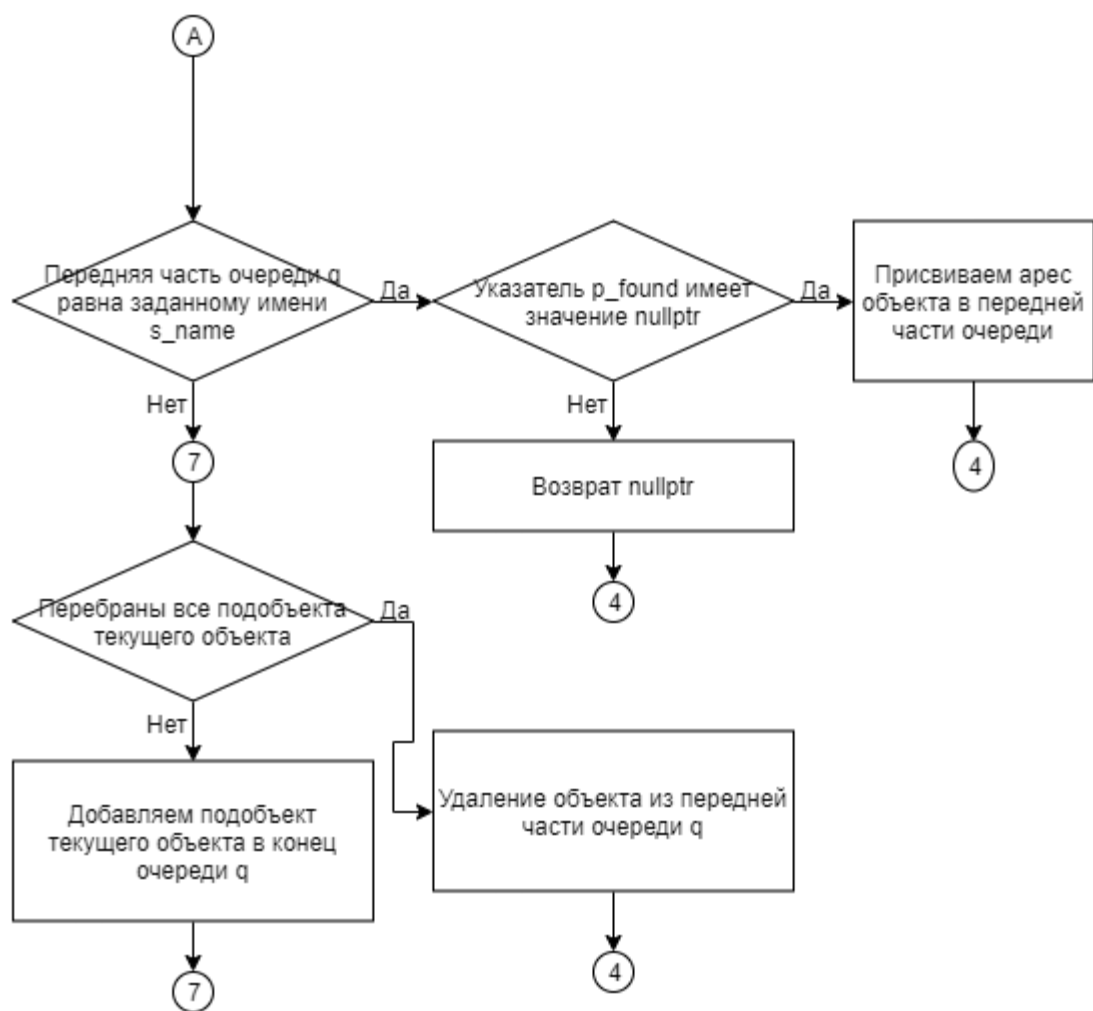 A
Передняя часть очереди q
равна заданному имени
s_name
Да
Указатель p_found имеет
значение nullptr
Да
Присвиваем арес
объекта в передней
части очереди
Нет
Нет
7
4
Возврат nullptr
4
Перебраны все подобъекта
текущего объекта
Да
Нет
Добавляем подобъект
текущего объекта в конец
очереди q
Удаление объекта из передней
части очереди q
7
4